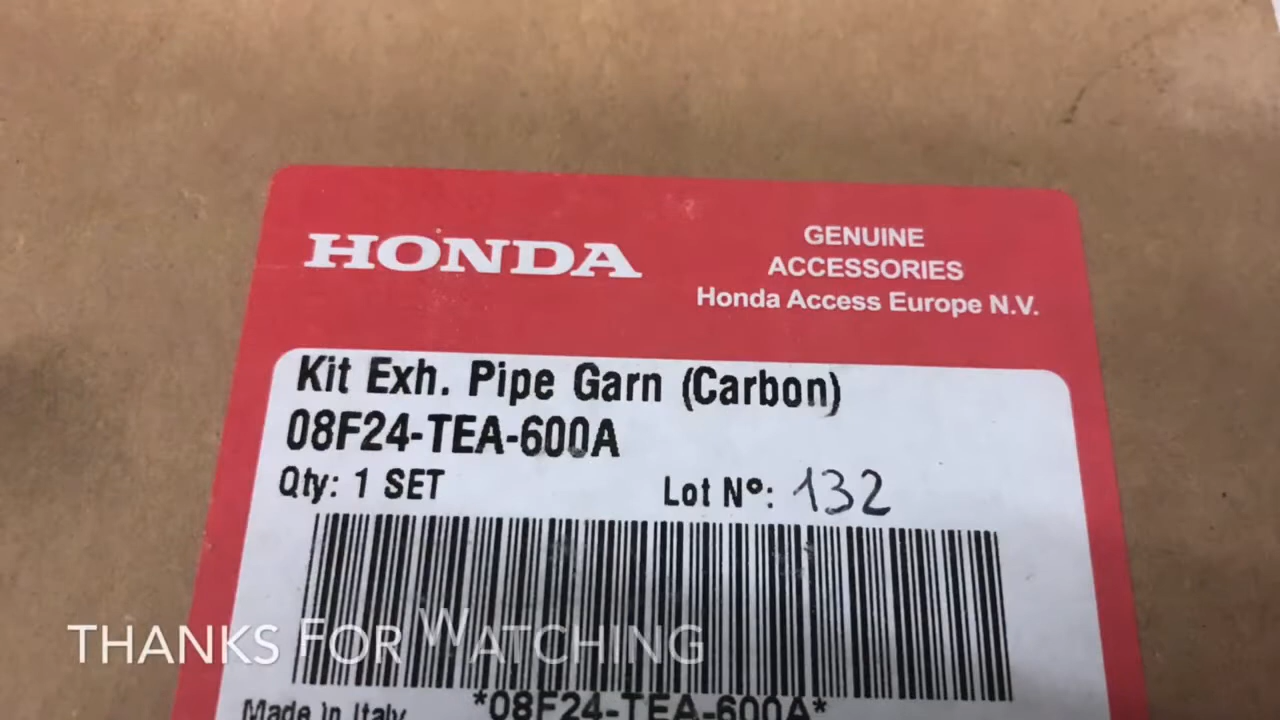 HONDA
GENUINE
ACCESSORIES
Honda Access Europe N.V.
Kit Exh. Pipe Garn (Carbon)
08F24-TEA-600A
Qty: 1 SET
Lot Nº: 132
THANKS FOR WATCHING
Made in Italy
*08F24-TEA-600A*